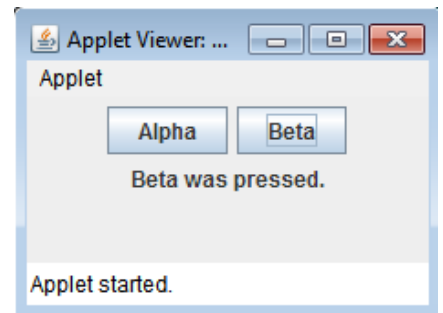 Applet Viewer: ...
Applet
Alpha Beta
Beta was pressed.
Applet started.